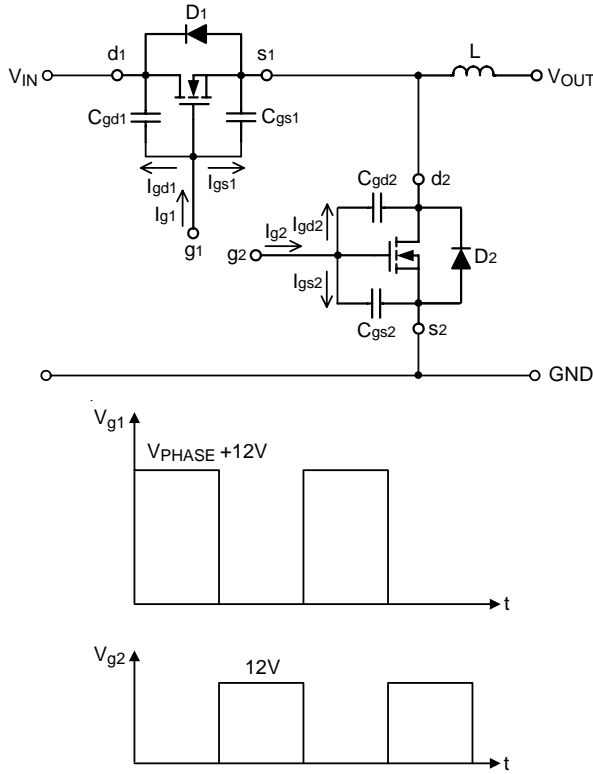 D1
d1
s1
L
VIN
VOUT
Cgd1
Cgs1
Igd1
Igs1
Ig1
g1
Cgd2
d2
Ig2
Igd2
g2
D2
Igs2
Cgs2
s2
GND
Vg1
VPHASE +12V
t
Vg2
12V
t